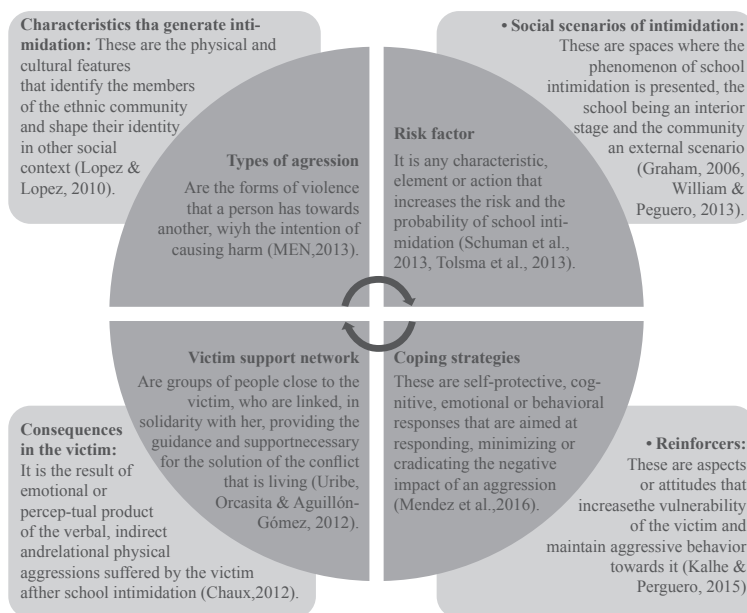 Characteristics tha generate inti-
midation: These are the physical and
cultural features
that identify the members
of the ethnic community
and shape their identity
in other social
context (Lopez &
Lopez, 2010).
Types of agression
Are the forms of violence
that a person has towards
another, wiyh the intention of
causing harm (MEN,2013).
Risk factor
It is any characteristic,
element or action that
increases the risk and the
probability of school inti-
midation (Schuman et al.,
2013, Tolsma et al., 2013).
• Social scenarios of intimidation:
These are spaces where the
phenomenon of school
intimidation is presented, the
school being an interior
stage and the community
an external scenario
(Graham, 2006,
William &
Peguero, 2013).
Consequences
in the victim:
It is the result of
emotional or
percep-tual product
of the verbal, indirect
andrelational physical
aggressions suffered by the victim
afther school intimidation (Chaux,2012).
Victim support network
Are groups of people close to the
victim, who are linked, in
solidarity with her, providing the
guidance and supportnecessary
for the solution of the conflict
that is living (Uribe,
Orcasita & Aguillón-
Gómez, 2012).
Coping strategies
These are self-protective, cog-
nitive, emotional or behavioral
responses that are aimed at
responding, minimizing or
cradicating the negative
impact of an aggression
(Mendez et al.,2016).
• Reinforcers:
These are aspects
or attitudes that
increasethe vulnerability
of the victim and
maintain aggressive behavior
towards it (Kalhe &
Perguero, 2015)